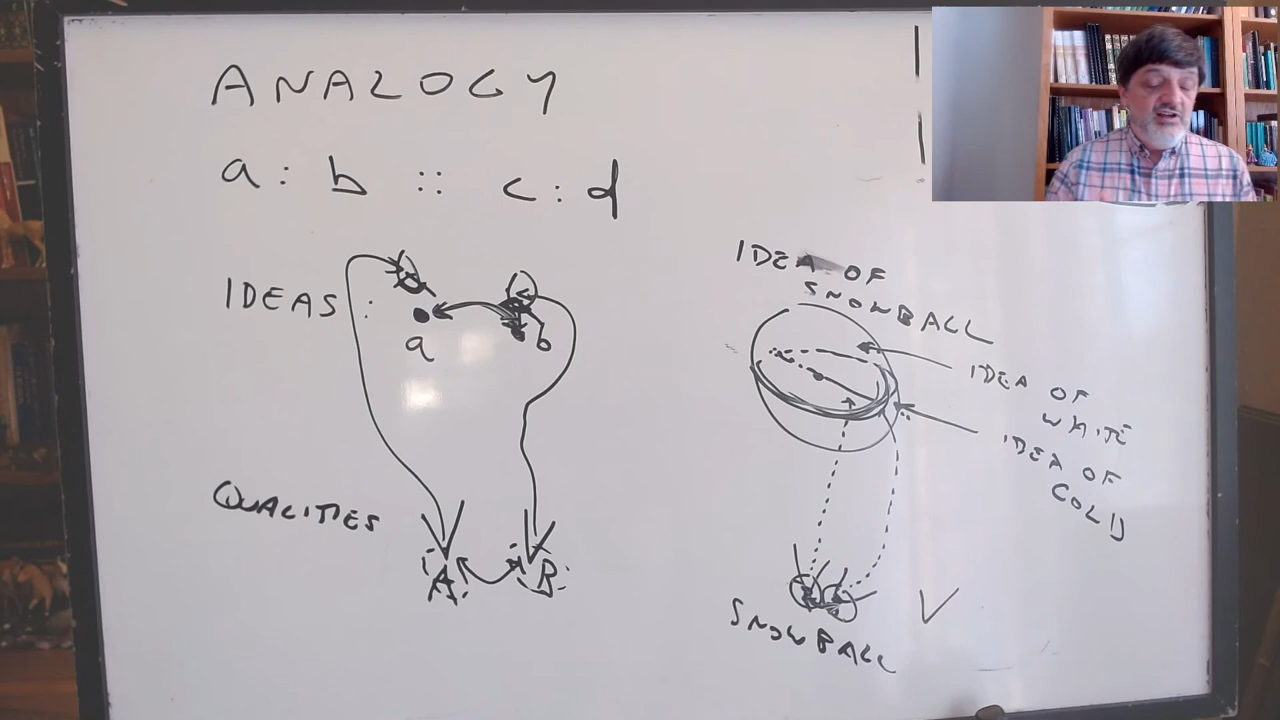 ANALOGY
a : b :: c : d
IDEAS :
a
b
QUALITIES
A
B
IDEA OF
SNOWBALL
IDEA OF
WHITE
IDEA OF
COLD
SNOWBALL